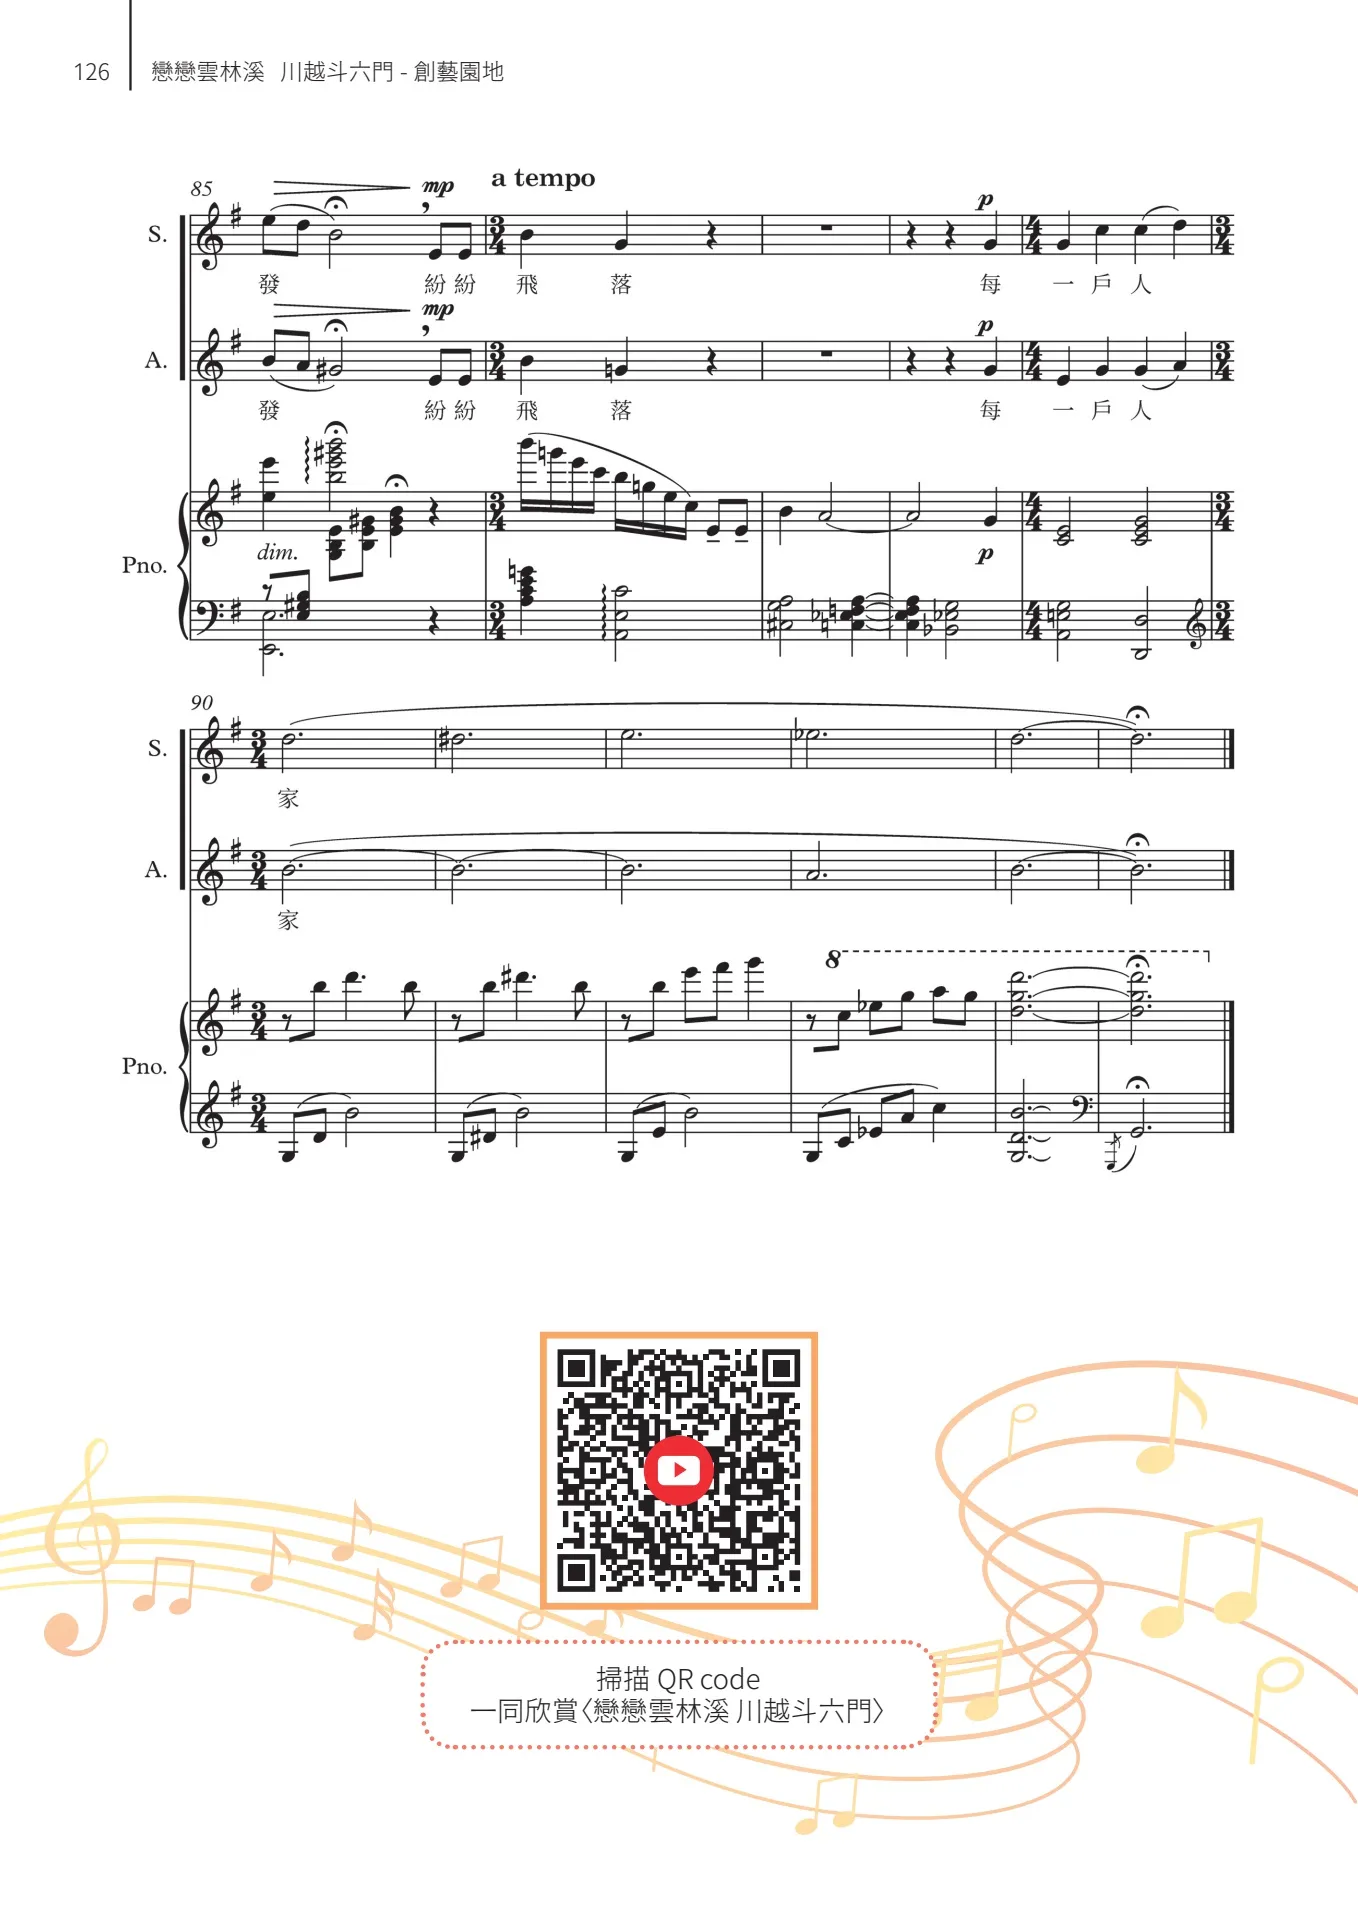 126 戀戀雲林溪 川越斗六門 - 創藝園地
85 mp a tempo p
S.
發 紛 紛 飛 落 每 一 戶 人
mp p
A.
發 紛 紛 飛 落 每 一 戶 人
Pno.
dim. p
90
S.
家
A.
家
8
Pno.
掃描 QR code
一同欣賞〈戀戀雲林溪 川越斗六門〉